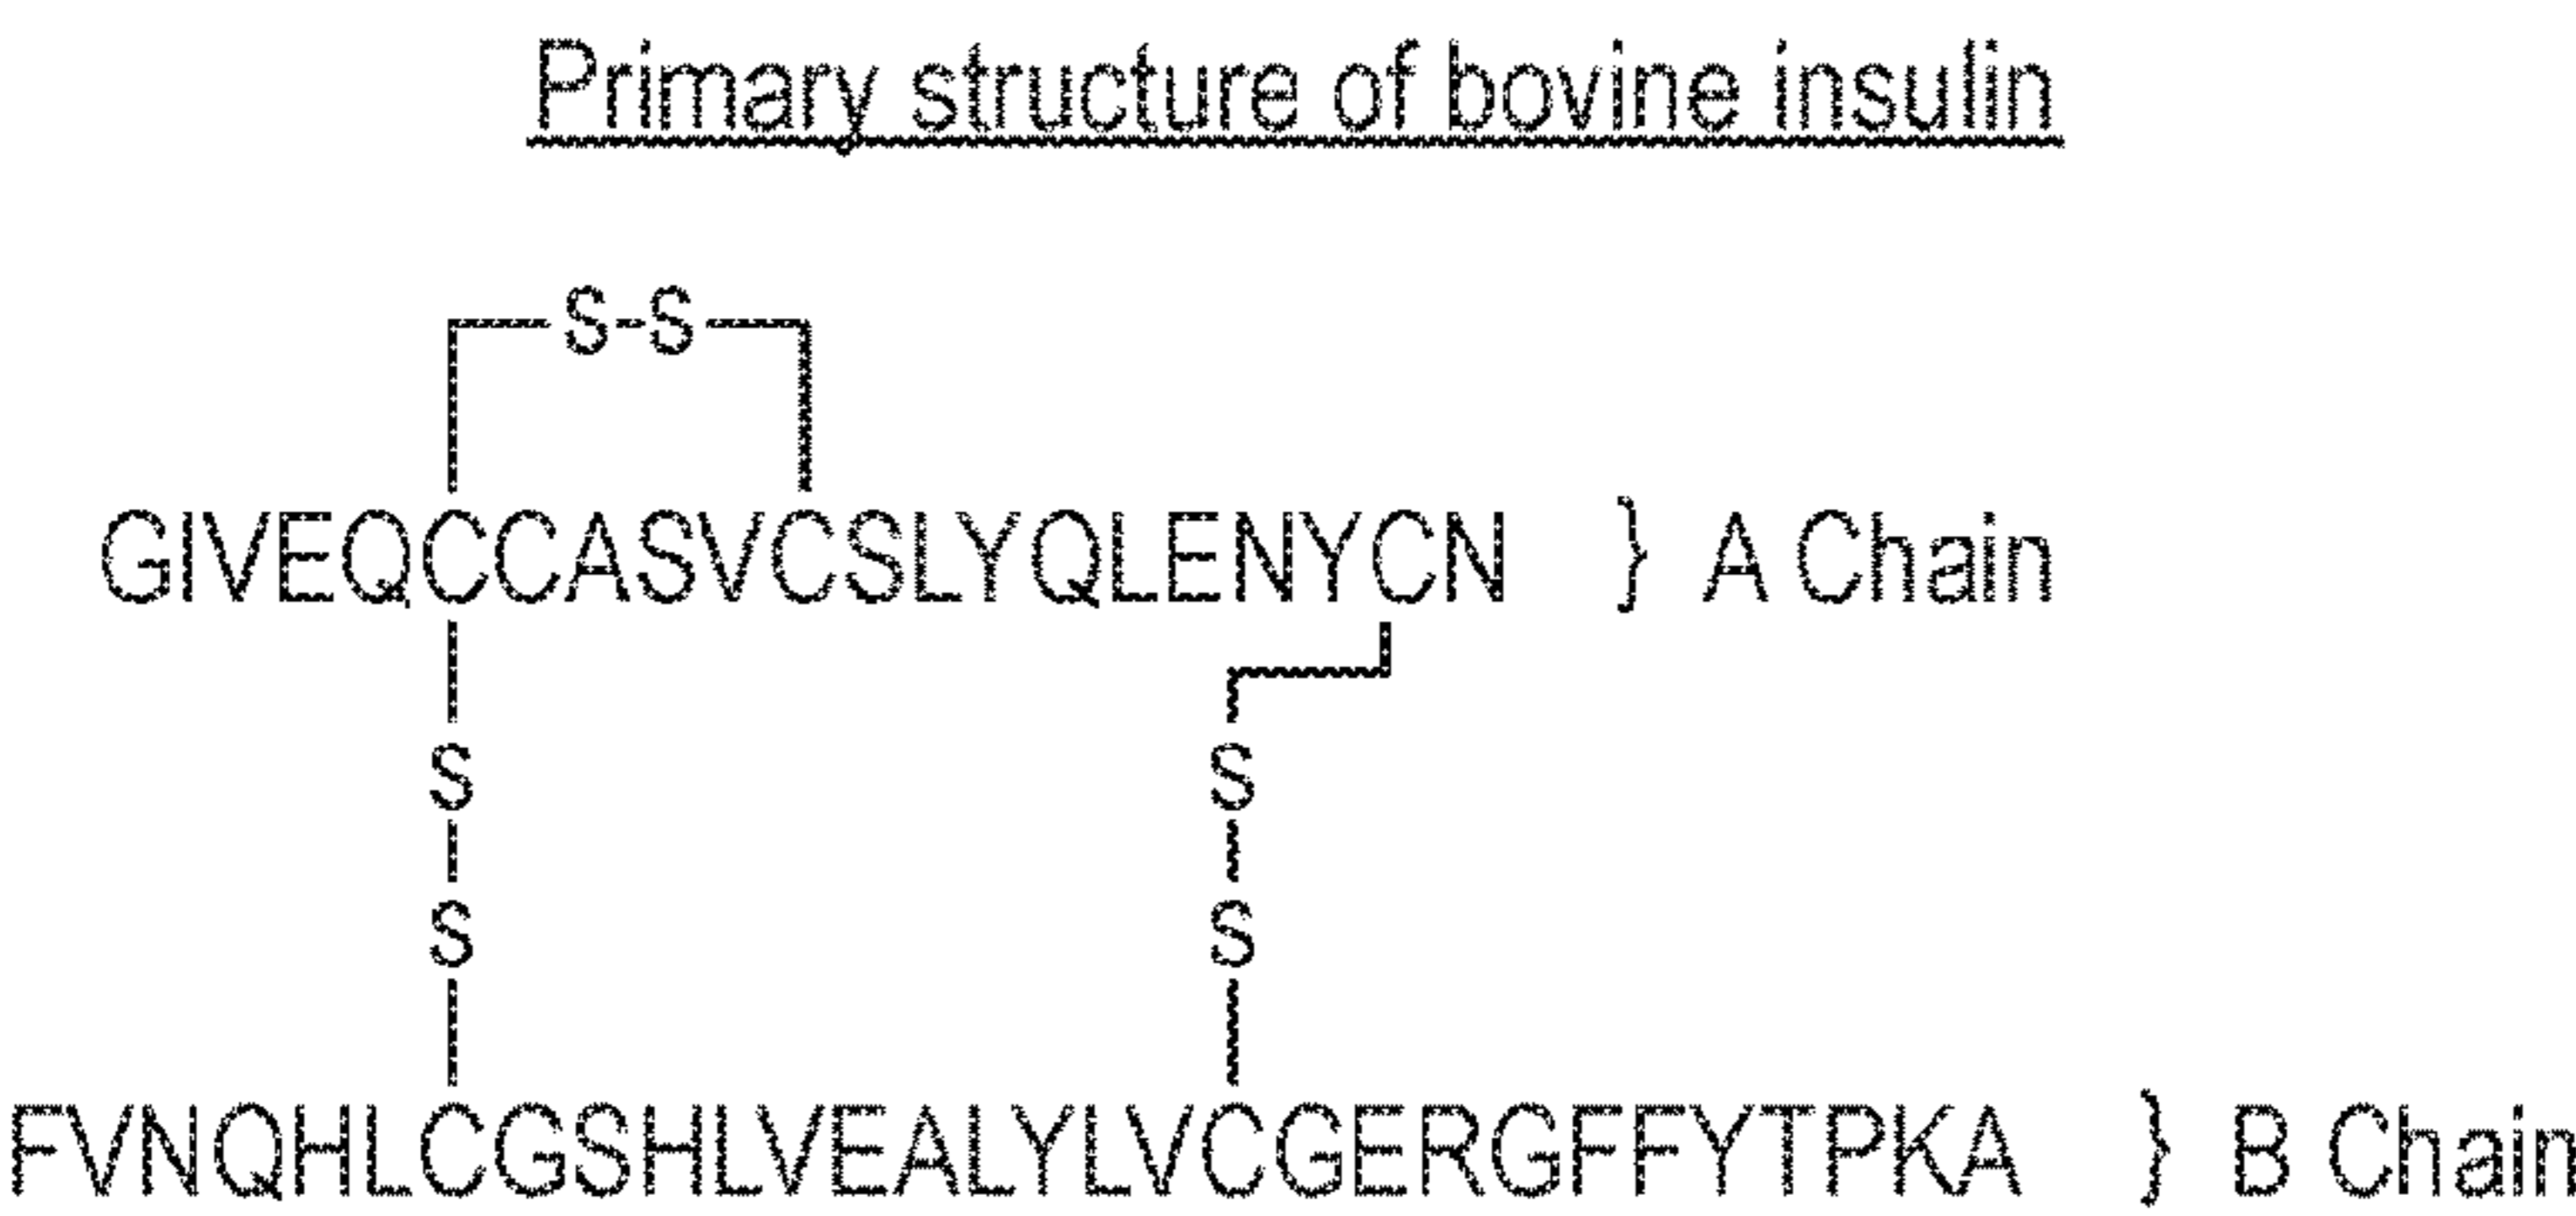 Primary structure of bovine insulin
S-S
GIVEQCCASVCSLYQLENYCN } A Chain
S S
S S
FVNQHLCGSHLVEALYLVCGERGFFYTPKA } B Chain